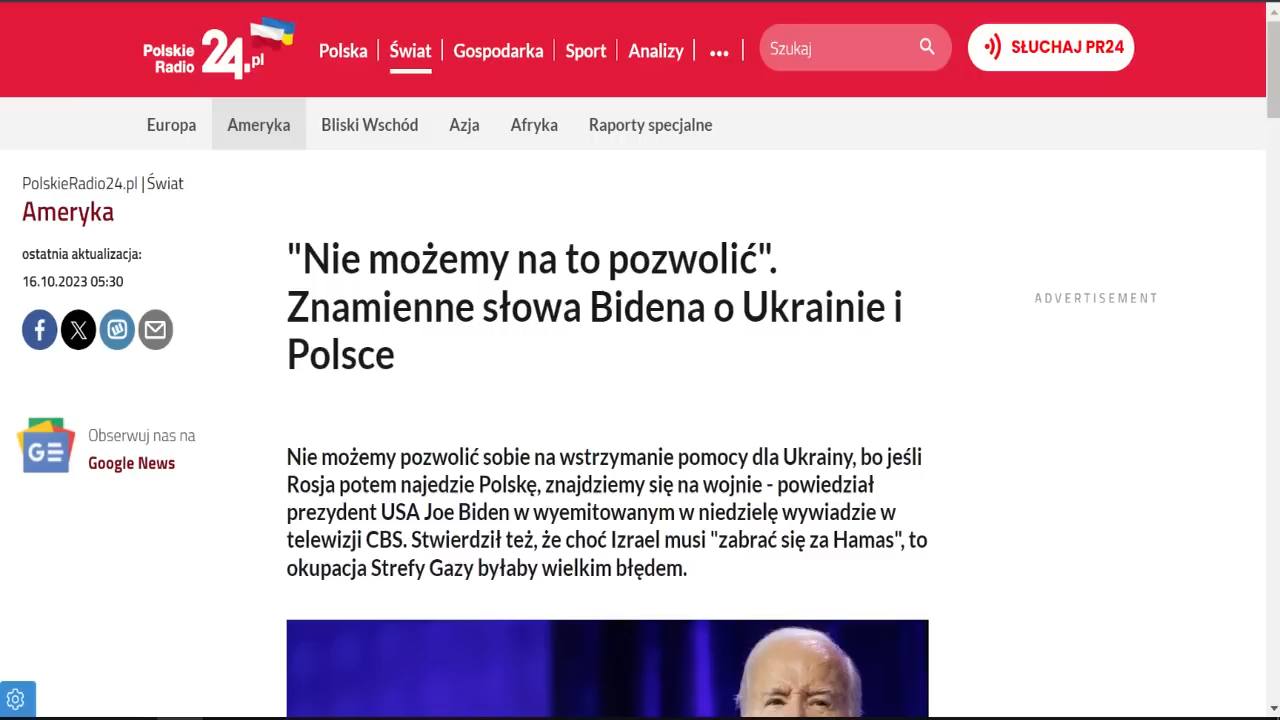 Polskie
Radio
24.pl
Polska
Świat
Gospodarka
Sport
Analizy
...
Szukaj
SŁUCHAJ PR24
Europa
Ameryka
Bliski Wschód
Azja
Afryka
Raporty specjalne
PolskieRadio24.pl | Świat
Ameryka
ostatnia aktualizacja:
16.10.2023 05:30
Obserwuj nas na
Google News
"Nie możemy na to pozwolić".
Znamienne słowa Bidena o Ukrainie i
Polsce
ADVERTISEMENT
Nie możemy pozwolić sobie na wstrzymanie pomocy dla Ukrainy, bo jeśli
Rosja potem najedzie Polskę, znajdziemy się na wojnie - powiedział
prezydent USA Joe Biden w wyemitowanym w niedzielę wywiadzie w
telewizji CBS. Stwierdził też, że choć Izrael musi "zabrać się za Hamas", to
okupacja Strefy Gazy byłaby wielkim błędem.